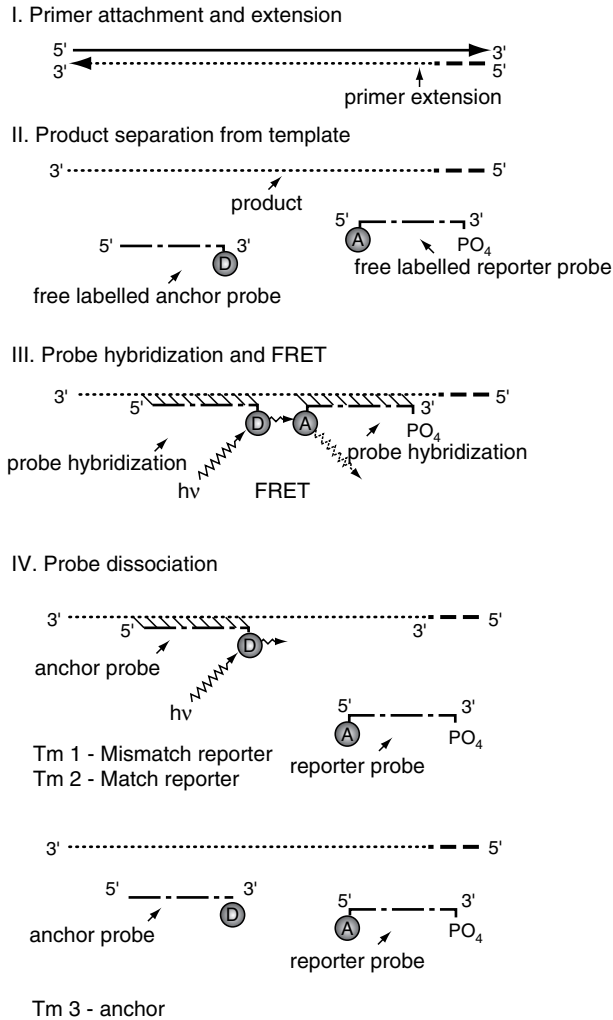 I. Primer attachment and extension
5' 3'
3' 5'
primer extension
II. Product separation from template
3' 5'
product
5' 3' 5' 3'
D A PO4
free labelled anchor probe free labelled reporter probe
III. Probe hybridization and FRET
3' 5'
5' 3'
D A PO4
probe hybridization probe hybridization
hν FRET
IV. Probe dissociation
3' 5'
5' 3'
D
anchor probe
hν
5' 3'
A PO4
reporter probe
Tm 1 - Mismatch reporter
Tm 2 - Match reporter
3' 5'
5' 3' 5' 3'
D A PO4
anchor probe
reporter probe
Tm 3 - anchor